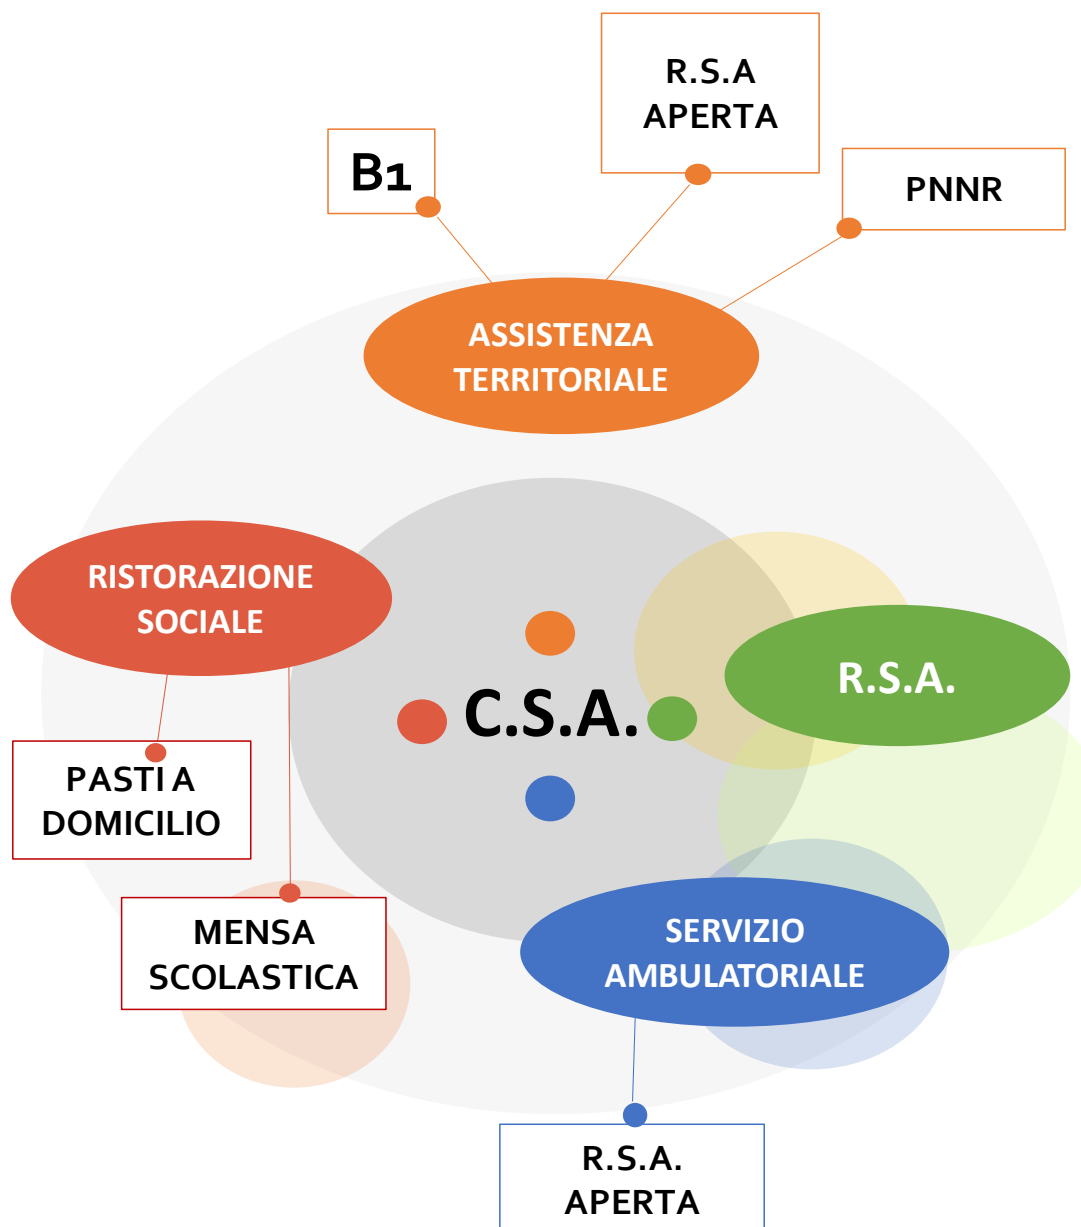 R.S.A
APERTA
B1
PNNR
ASSISTENZA
TERRITORIALE
RISTORAZIONE
SOCIALE
R.S.A.
C.S.A.
PASTI A
DOMICILIO
MENSA
SCOLASTICA
SERVIZIO
AMBULATORIALE
R.S.A.
APERTA